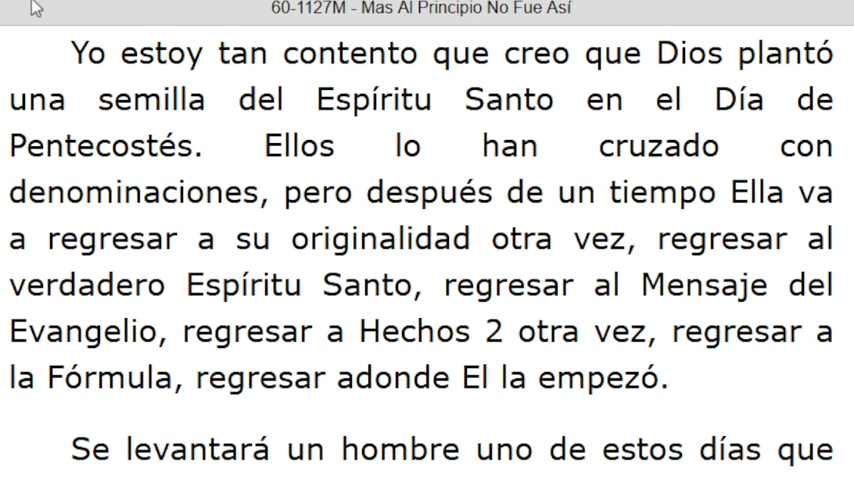 60-1127M - Mas Al Principio No Fue Así
Yo estoy tan contento que creo que Dios plantó
una semilla del Espíritu Santo en el Día de
Pentecostés. Ellos lo han cruzado con
denominaciones, pero después de un tiempo Ella va
a regresar a su originalidad otra vez, regresar al
verdadero Espíritu Santo, regresar al Mensaje del
Evangelio, regresar a Hechos 2 otra vez, regresar a
la Fórmula, regresar adonde El la empezó.
Se levantará un hombre uno de estos días que